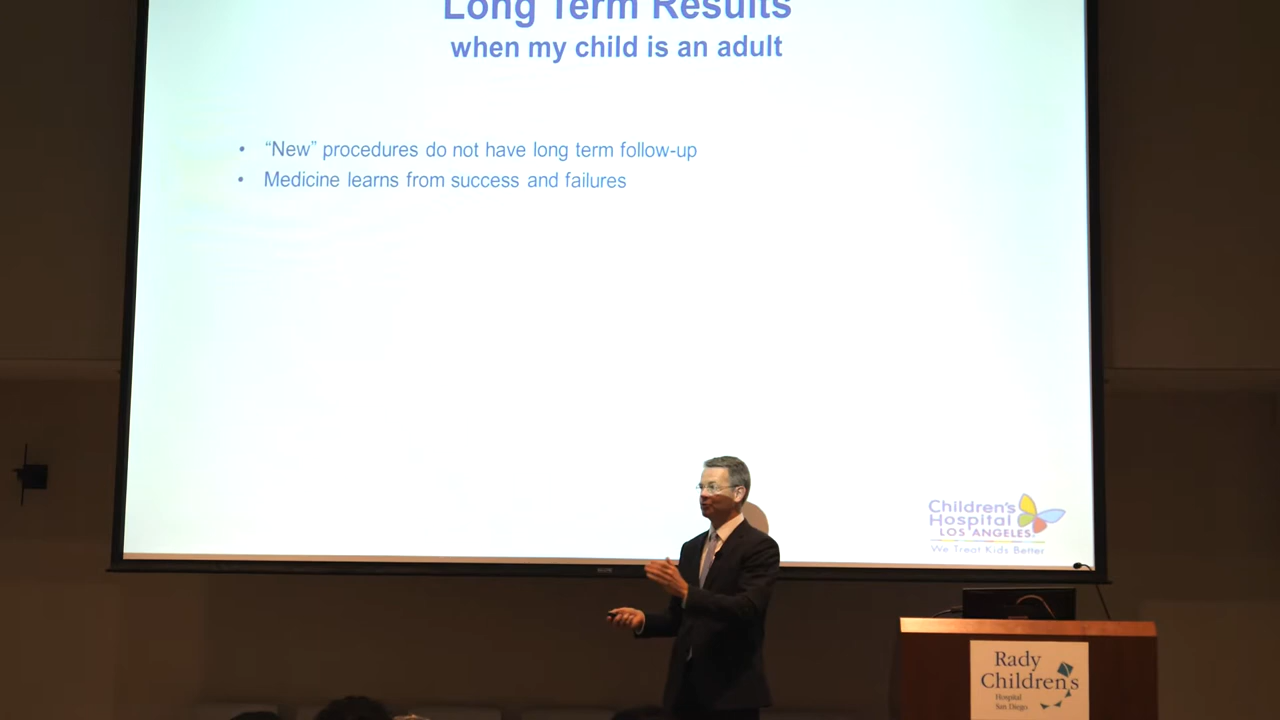 Long Term Results
when my child is an adult
• “New” procedures do not have long term follow-up
• Medicine learns from success and failures
Children's
Hospital
LOS ANGELES
We Treat Kids Better
Rady
Children's
Hospital
San Diego